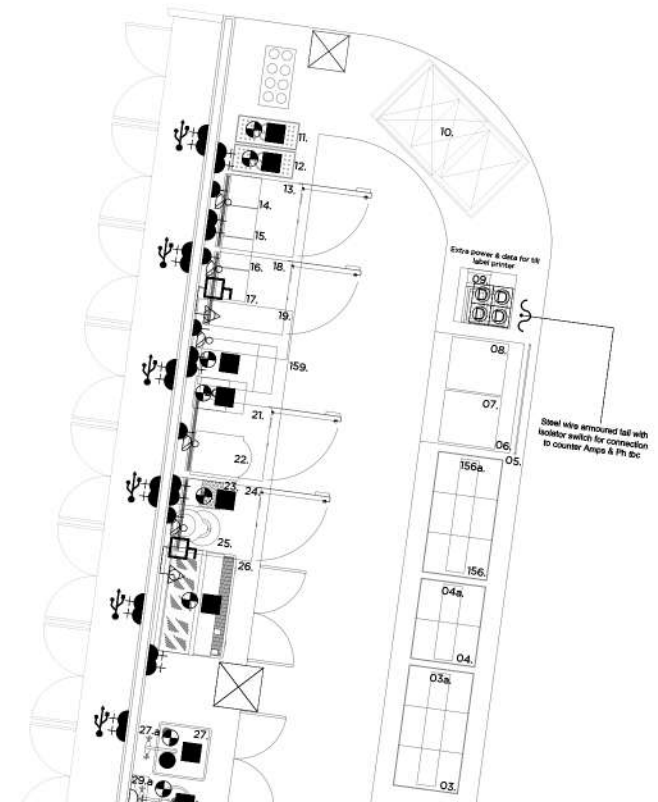 10.
11.
12.
13.
14.
15.
16.
18.
17.
19.
Extra power & data for till
label printer
09.
D D
D D
08.
159.
07.
21.
Steel wire armoured tail with
isolator switch for connection
to counter Amps & Ph tbc
06.
05.
22.
156a.
23.
24.
25.
26.
156.
04a.
04.
03a.
27.a
27.
29.a
03.